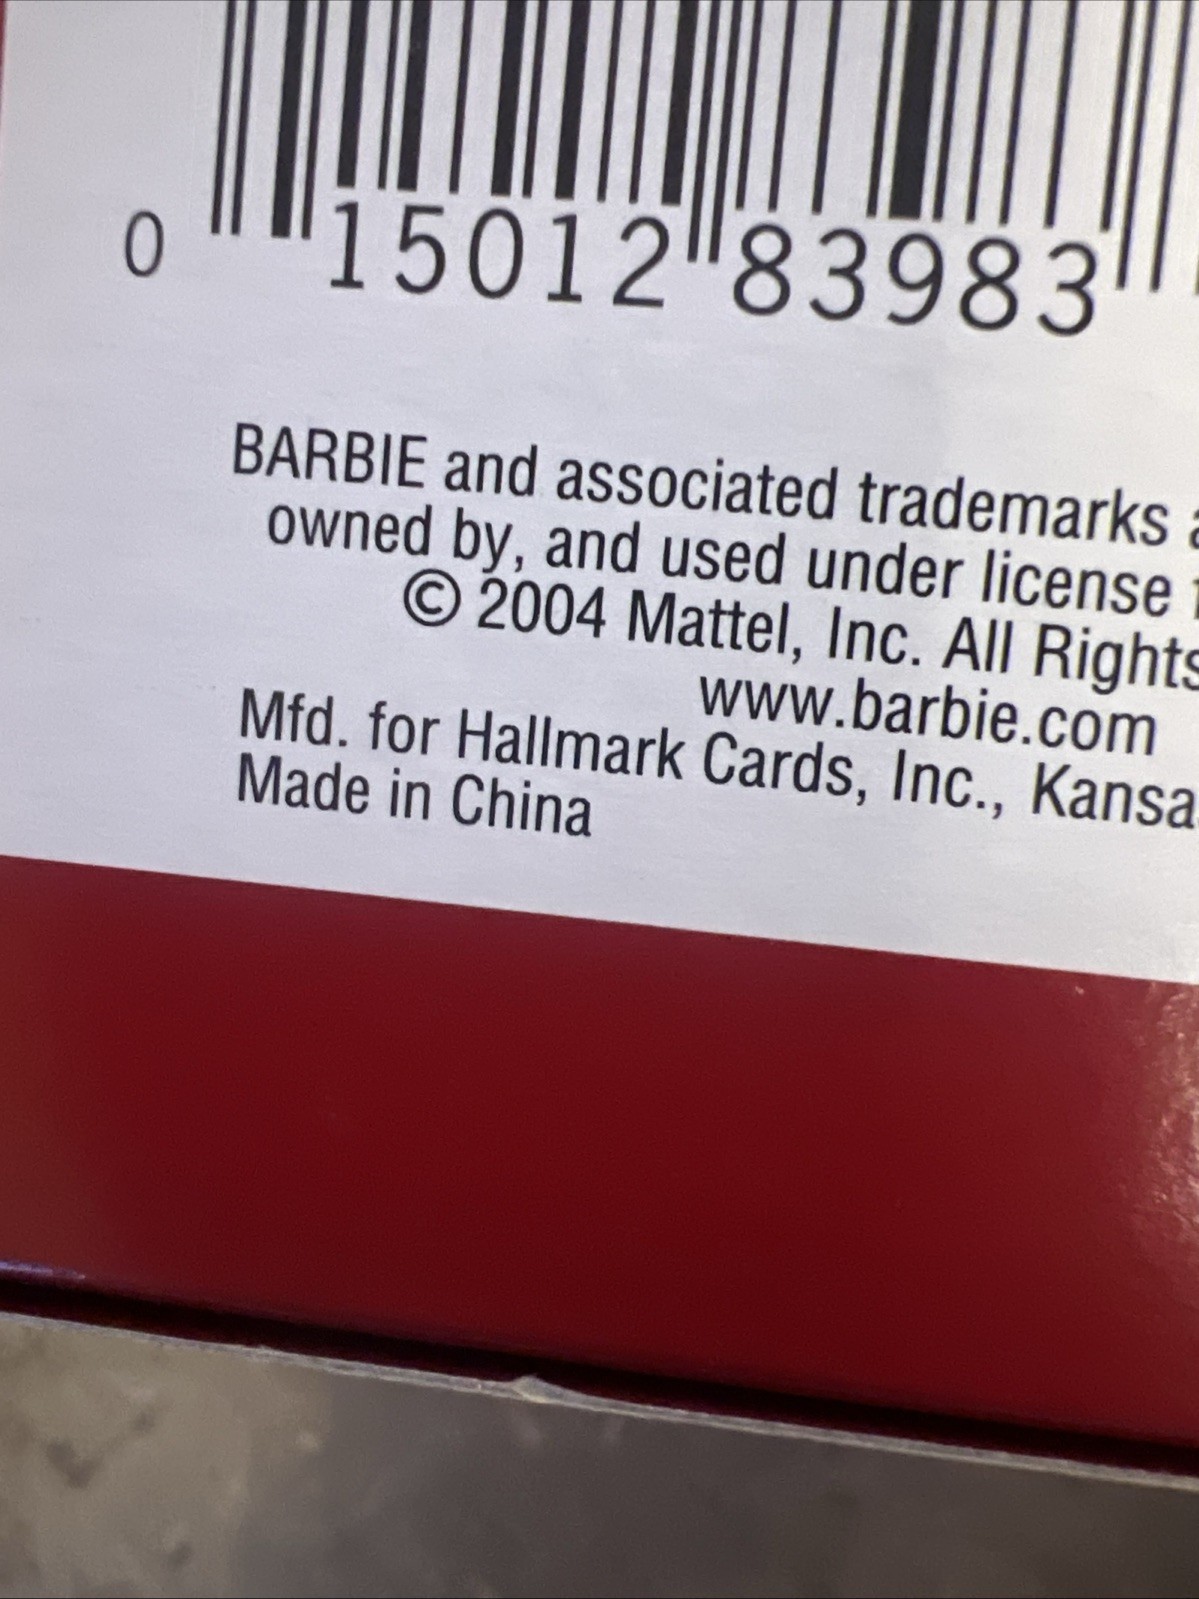 0 15012 83983
BARBIE and associated trademarks
owned by, and used under license
© 2004 Mattel, Inc. All Rights
www.barbie.com
Mfd. for Hallmark Cards, Inc., Kansa
Made in China